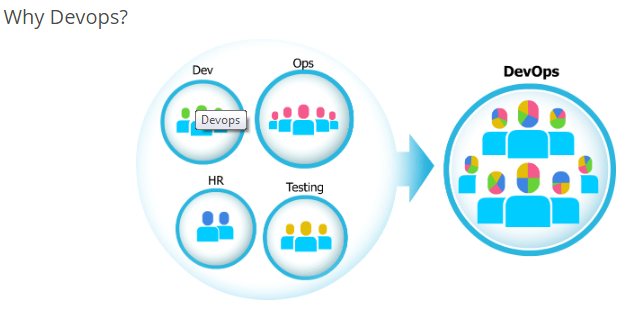 Why Devops?
Dev
Ops
DevOps
Devops
HR
Testing